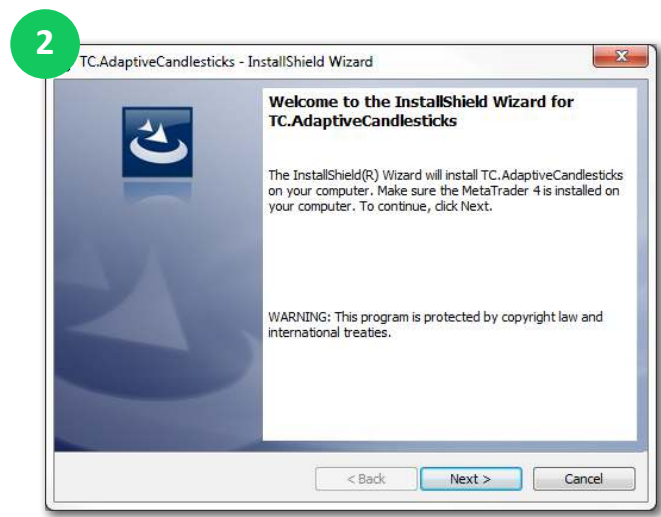 2
TC.AdaptiveCandlesticks - InstallShield Wizard
Welcome to the InstallShield Wizard for
TC.AdaptiveCandlesticks
The InstallShield(R) Wizard will install TC.AdaptiveCandlesticks
on your computer. Make sure the MetaTrader 4 is installed on
your computer. To continue, click Next.
WARNING: This program is protected by copyright law and
international treaties.
< Back
Next >
Cancel